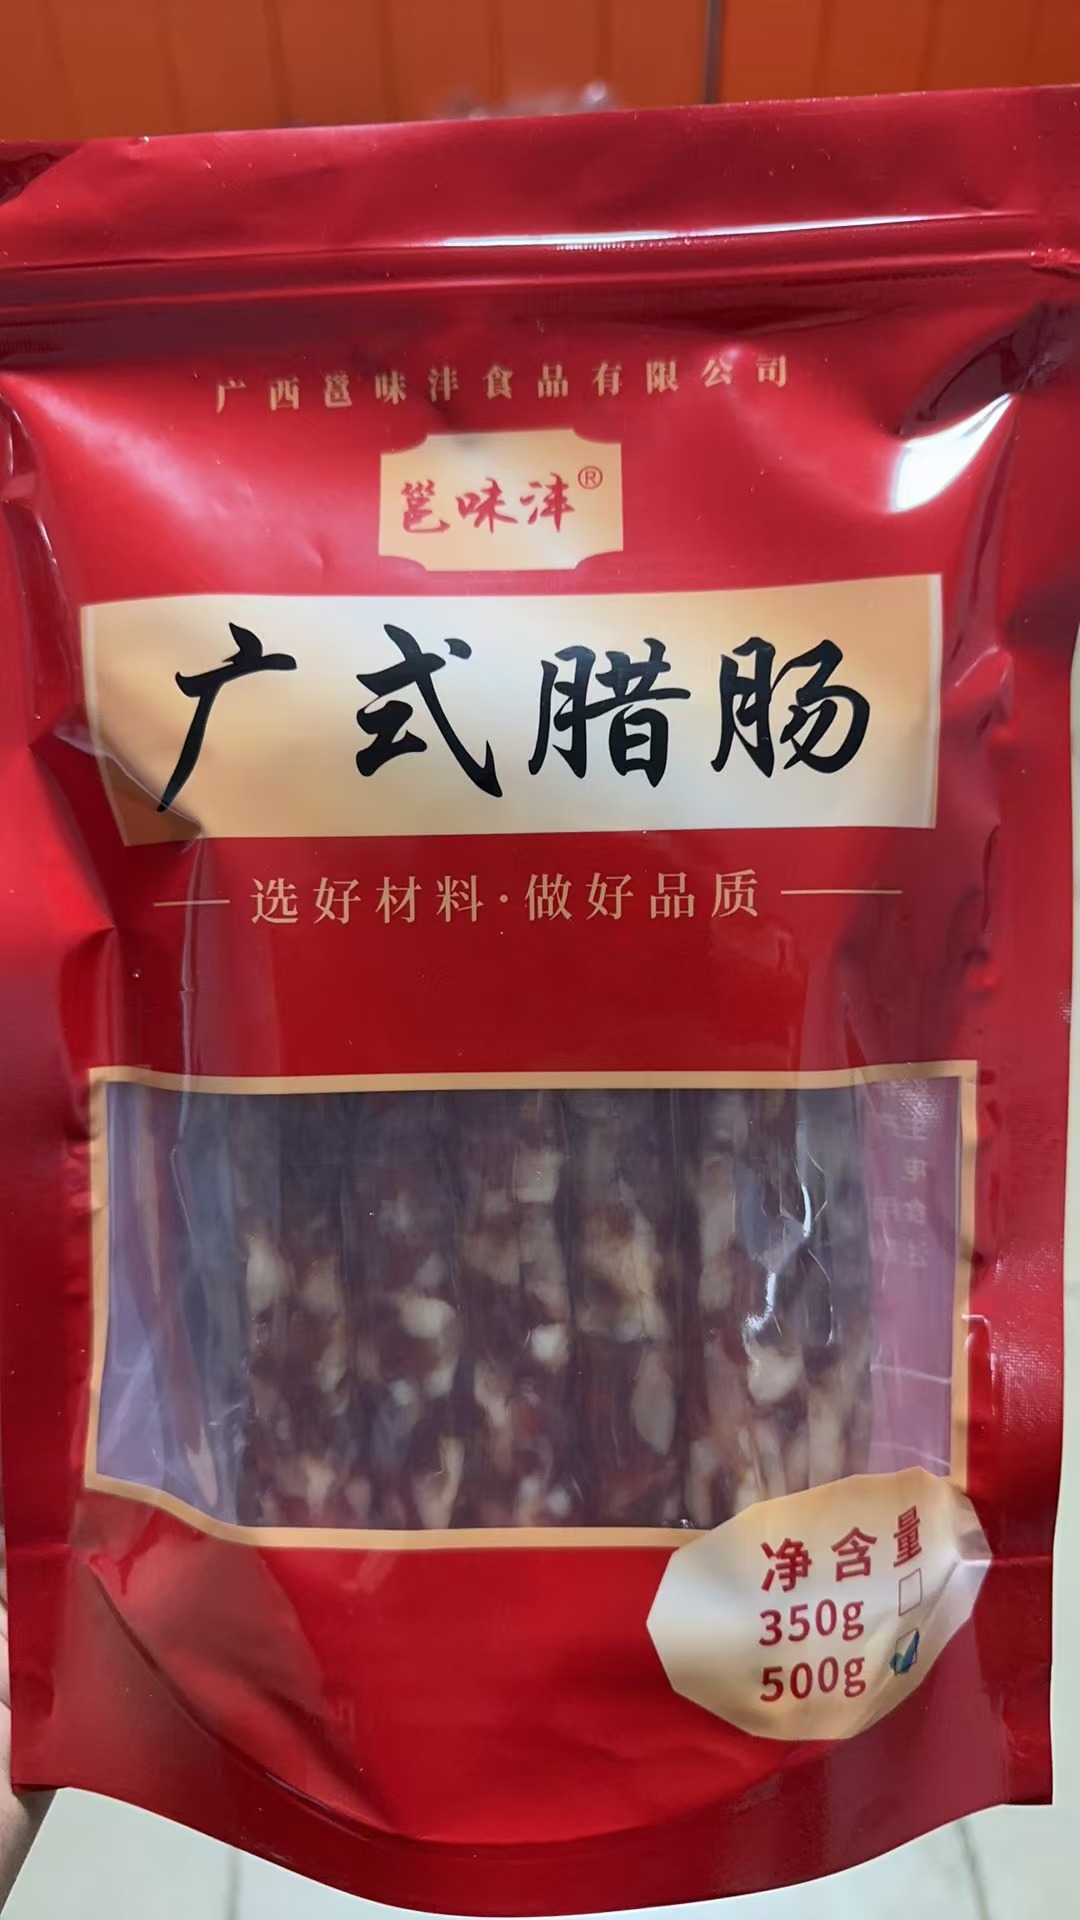 广西邕味沣食品有限公司
邕味沣®
广式腊肠
选好材料·做好品质
净含量
350g
500g